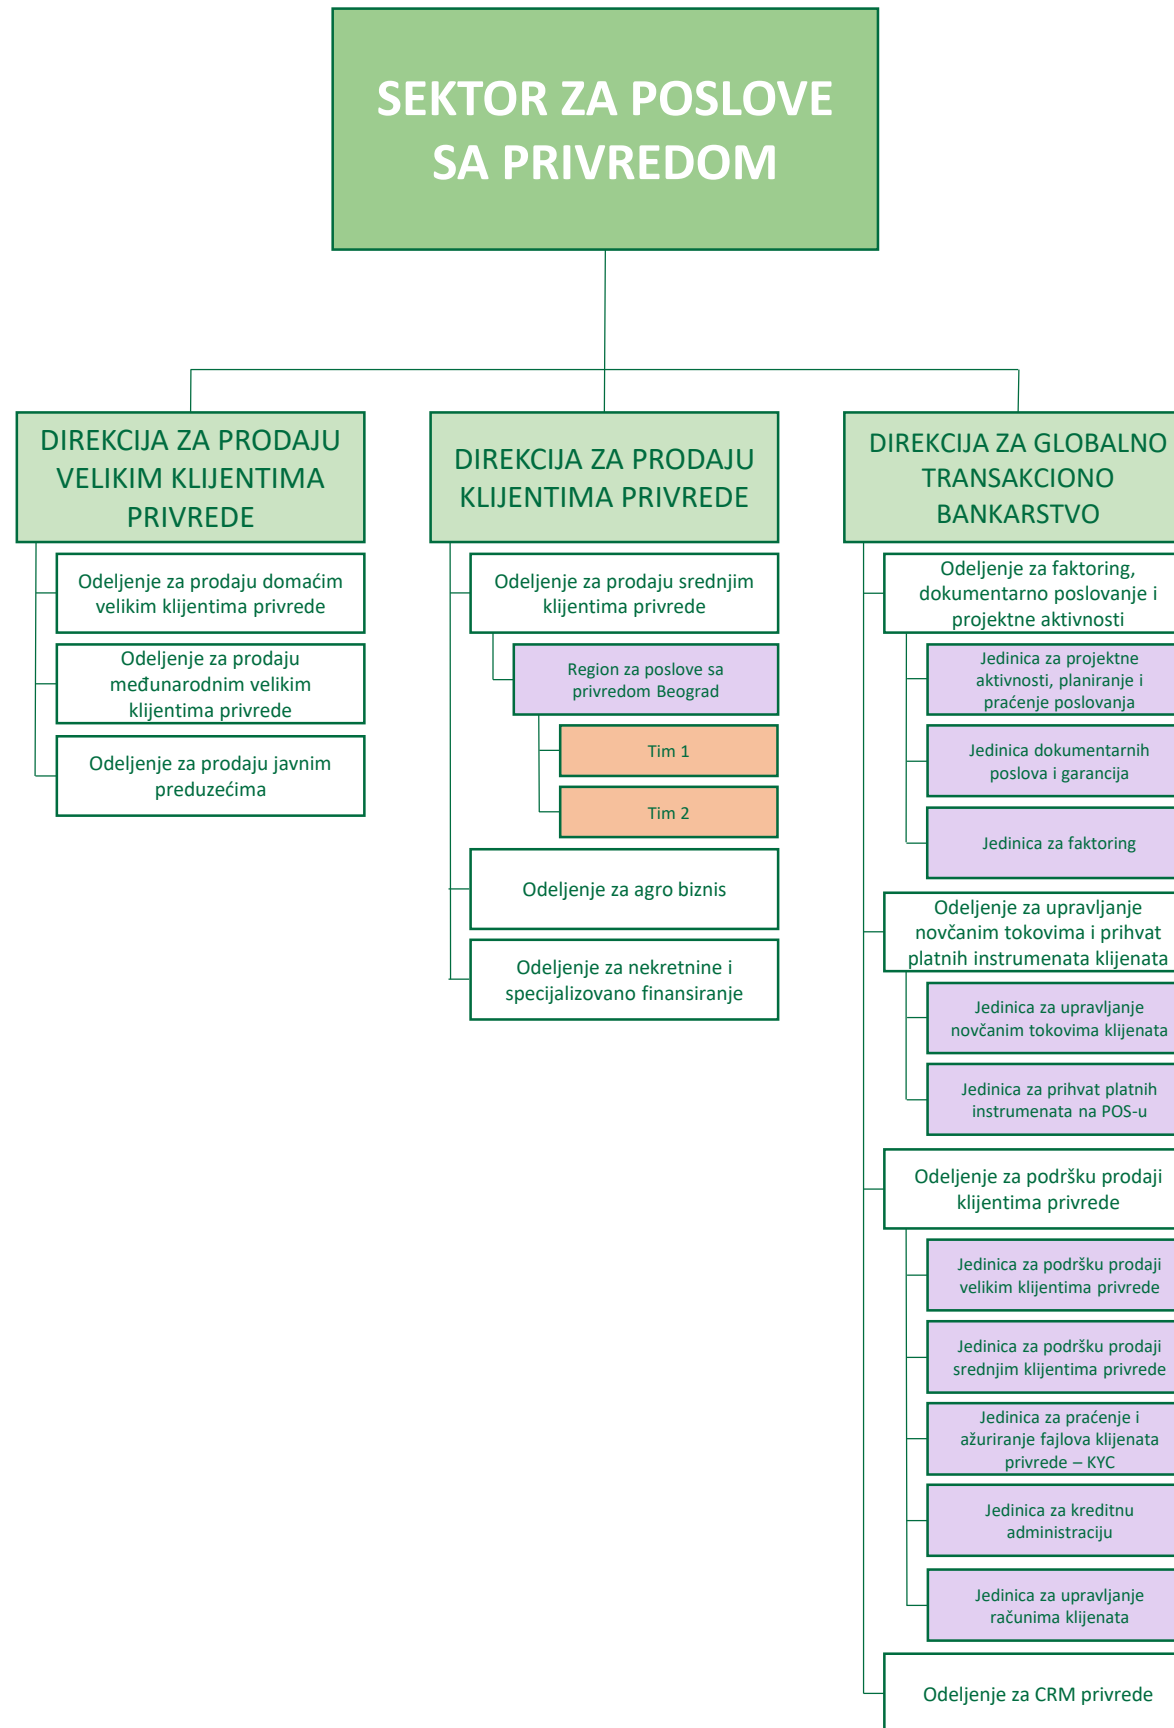 SEKTOR ZA POSLOVE
SA PRIVREDOM
DIREKCIJA ZA PRODAJU
VELIKIM KLIJENTIMA
PRIVREDE
Odeljenje za prodaju domaćim
velikim klijentima privrede
Odeljenje za prodaju
međunarodnim velikim
klijentima privrede
Odeljenje za prodaju javnim
preduzećima
DIREKCIJA ZA PRODAJU
KLIJENTIMA PRIVREDE
Odeljenje za prodaju srednjim
klijentima privrede
Region za poslove sa
privredom Beograd
Tim 1
Tim 2
Odeljenje za agro biznis
Odeljenje za nekretnine i
specijalizovano finansiranje
DIREKCIJA ZA GLOBALNO
TRANSAKCIONO
BANKARSTVO
Odeljenje za faktoring,
dokumentarno poslovanje i
projektne aktivnosti
Jedinica za projektne
aktivnosti, planiranje i
praćenje poslovanja
Jedinica dokumentarnih
poslova i garancija
Jedinica za faktoring
Odeljenje za upravljanje
novčanim tokovima i prihvat
platnih instrumenata klijenata
Jedinica za upravljanje
novčanim tokovima klijenata
Jedinica za prihvat platnih
instrumenata na POS-u
Odeljenje za podršku prodaji
klijentima privrede
Jedinica za podršku prodaji
velikim klijentima privrede
Jedinica za podršku prodaji
srednjim klijentima privrede
Jedinica za praćenje i
ažuriranje fajlova klijenata
privrede – KYC
Jedinica za kreditnu
administraciju
Jedinica za upravljanje
računima klijenata
Odeljenje za CRM privrede